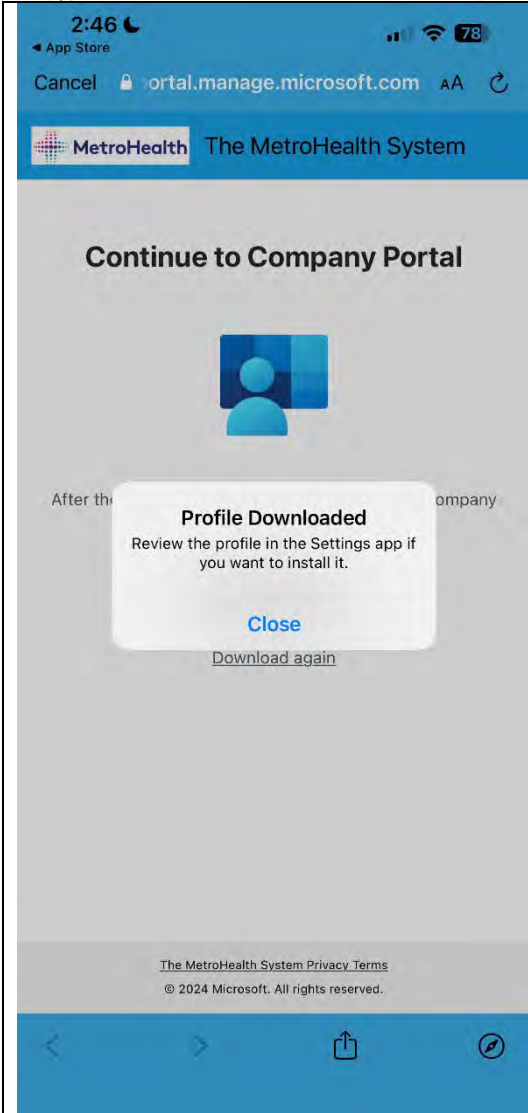 2:46
78
◀ App Store
Cancel ortal.manage.microsoft.com AA
MetroHealth The MetroHealth System
Continue to Company Portal
After the ompany
Profile Downloaded
Review the profile in the Settings app if
you want to install it.
Close
Download again
The MetroHealth System Privacy Terms
© 2024 Microsoft. All rights reserved.